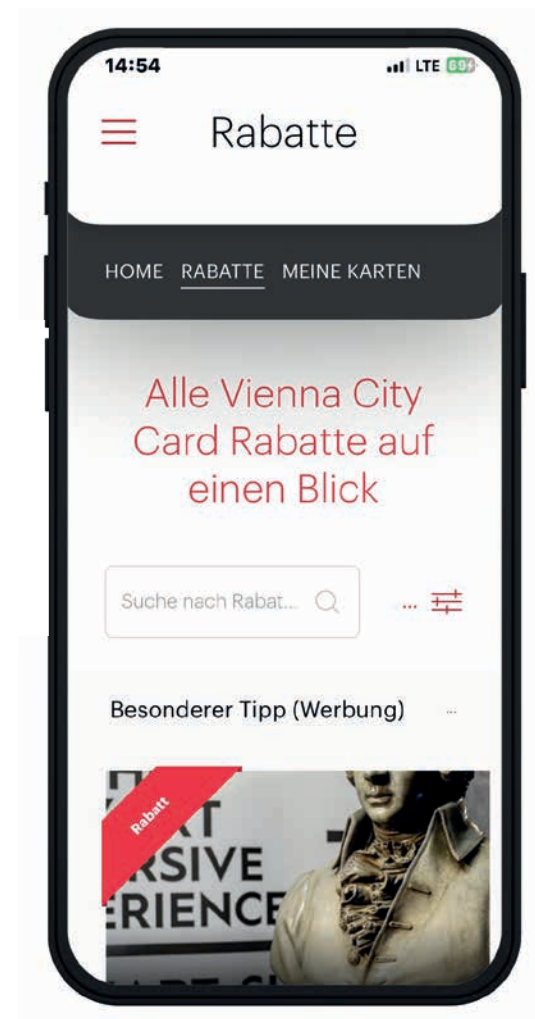 14:54 LTE 69
Rabatte
HOME RABATTE MEINE KARTEN
Alle Vienna City
Card Rabatte auf
einen Blick
Suche nach Rabat... ...
Besonderer Tipp (Werbung) ...
Rabatt
RSIVE
ERIENCE